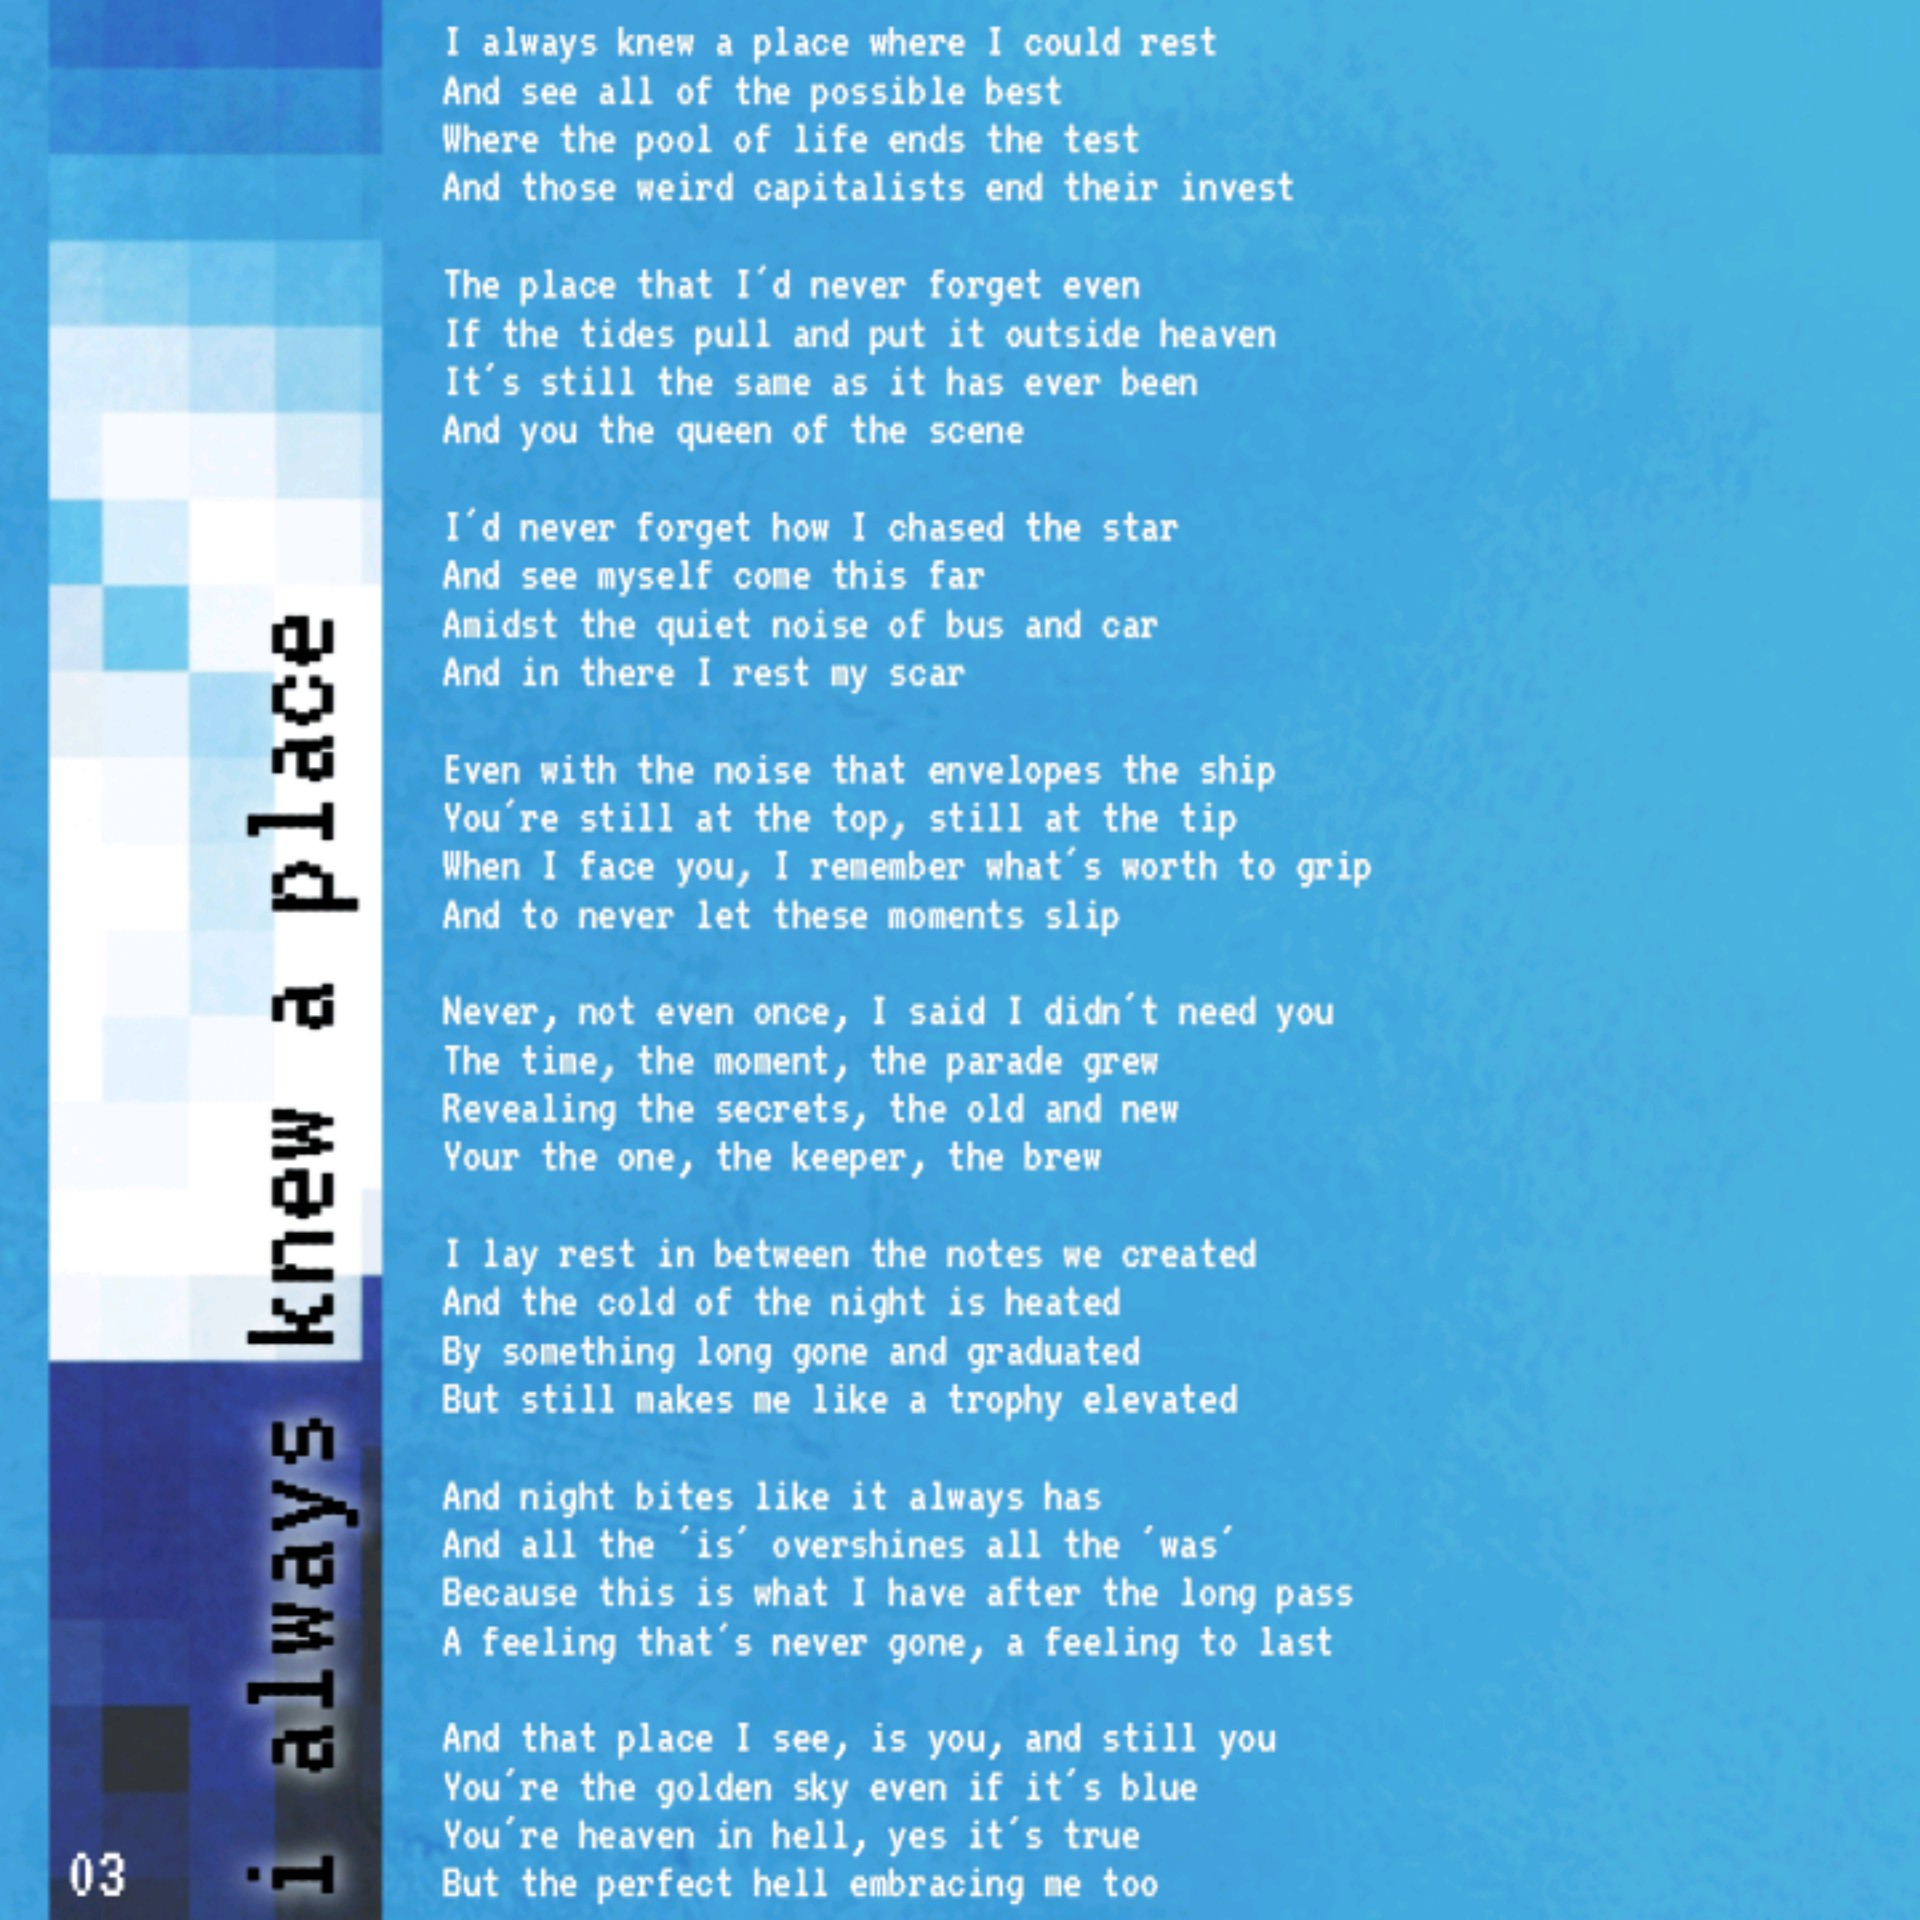 i always knew a place
03
I always knew a place where I could rest
And see all of the possible best
Where the pool of life ends the test
And those weird capitalists end their invest

The place that I´d never forget even
If the tides pull and put it outside heaven
It´s still the same as it has ever been
And you the queen of the scene

I´d never forget how I chased the star
And see myself come this far
Amidst the quiet noise of bus and car
And in there I rest my scar

Even with the noise that envelopes the ship
You´re still at the top, still at the tip
When I face you, I remember what´s worth to grip
And to never let these moments slip

Never, not even once, I said I didn´t need you
The time, the moment, the parade grew
Revealing the secrets, the old and new
Your the one, the keeper, the brew

I lay rest in between the notes we created
And the cold of the night is heated
By something long gone and graduated
But still makes me like a trophy elevated

And night bites like it always has
And all the ´is´ overshines all the ´was´
Because this is what I have after the long pass
A feeling that´s never gone, a feeling to last

And that place I see, is you, and still you
You´re the golden sky even if it´s blue
You´re heaven in hell, yes it´s true
But the perfect hell embracing me too